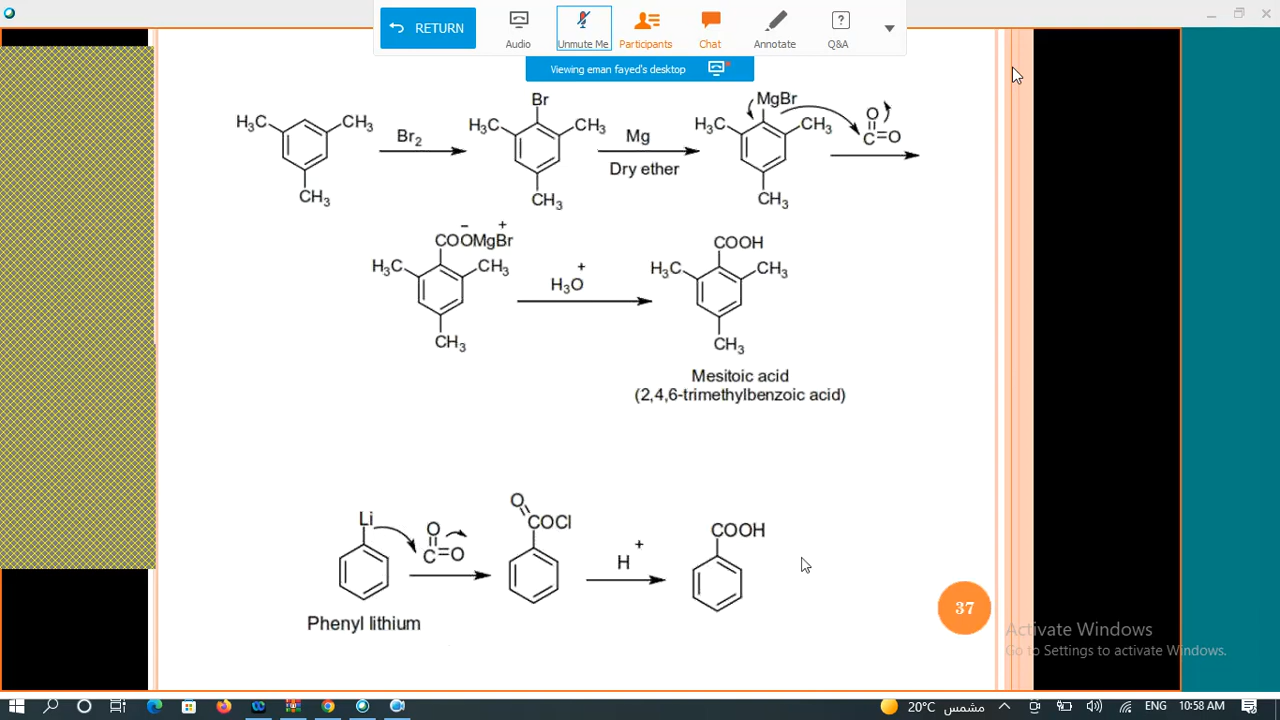 RETURN
Audio
Unmute Me
Participants
Chat
Annotate
Q&A
Viewing eman fayed's desktop
H3C
CH3
CH3
Br2
Br
H3C
CH3
CH3
Mg
Dry ether
MgBr
H3C
CH3
CH3
O
C=O
COOMgBr
− +
H3C
CH3
CH3
+
H3O
COOH
H3C
CH3
CH3
Mesitoic acid
(2,4,6-trimethylbenzoic acid)
Li
O
C=O
O
COCl
+
H
COOH
Phenyl lithium
37
Activate Windows
Go to Settings to activate Windows.
20°C مشمس
ENG
10:58 AM